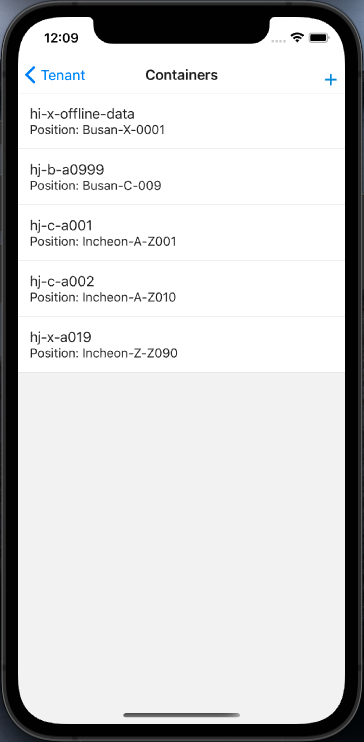 12:09
Tenant Containers +
hi-x-offline-data
Position: Busan-X-0001
hj-b-a0999
Position: Busan-C-009
hj-c-a001
Position: Incheon-A-Z001
hj-c-a002
Position: Incheon-A-Z010
hj-x-a019
Position: Incheon-Z-Z090